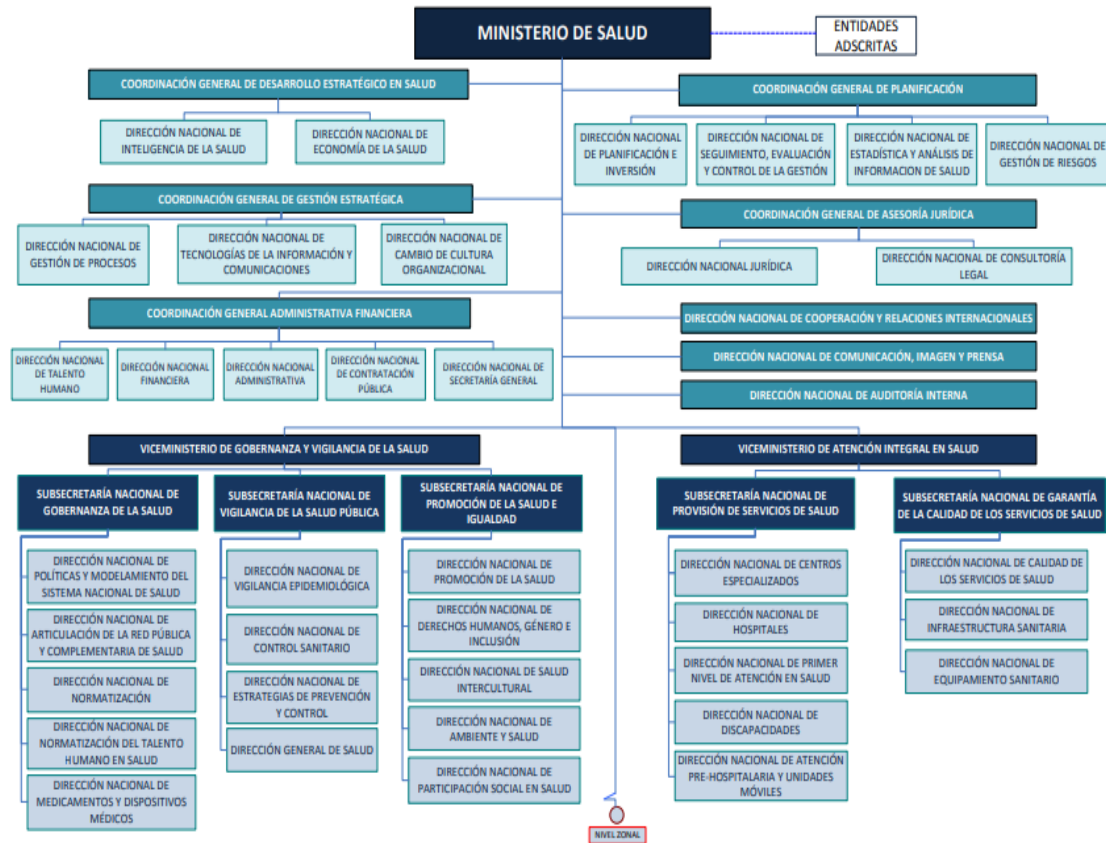 MINISTERIO DE SALUD
ENTIDADES
ADSCRITAS
COORDINACIÓN GENERAL DE DESARROLLO ESTRATÉGICO EN SALUD
DIRECCIÓN NACIONAL DE
INTELIGENCIA DE LA SALUD
DIRECCIÓN NACIONAL DE
ECONOMÍA DE LA SALUD
COORDINACIÓN GENERAL DE PLANIFICACIÓN
DIRECCIÓN NACIONAL
DE PLANIFICACIÓN E
INVERSIÓN
DIRECCIÓN NACIONAL DE
SEGUIMIENTO, EVALUACIÓN
Y CONTROL DE LA GESTIÓN
DIRECCIÓN NACIONAL DE
ESTADÍSTICA Y ANÁLISIS DE
INFORMACION DE SALUD
DIRECCIÓN NACIONAL DE
GESTIÓN DE RIESGOS
COORDINACIÓN GENERAL DE GESTIÓN ESTRATÉGICA
DIRECCIÓN NACIONAL DE
GESTIÓN DE PROCESOS
DIRECCIÓN NACIONAL DE
TECNOLOGÍAS DE LA INFORMACIÓN Y
COMUNICACIONES
DIRECCIÓN NACIONAL DE
CAMBIO DE CULTURA
ORGANIZACIONAL
COORDINACIÓN GENERAL DE ASESORÍA JURÍDICA
DIRECCIÓN NACIONAL JURÍDICA
DIRECCIÓN NACIONAL DE CONSULTORÍA
LEGAL
COORDINACIÓN GENERAL ADMINISTRATIVA FINANCIERA
DIRECCIÓN NACIONAL
DE TALENTO
HUMANO
DIRECCIÓN NACIONAL
FINANCIERA
DIRECCIÓN NACIONAL
ADMINISTRATIVA
DIRECCIÓN NACIONAL
DE CONTRATACIÓN
PÚBLICA
DIRECCIÓN NACIONAL DE
SECRETARÍA GENERAL
DIRECCIÓN NACIONAL DE COOPERACIÓN Y RELACIONES INTERNACIONALES
DIRECCIÓN NACIONAL DE COMUNICACIÓN, IMAGEN Y PRENSA
DIRECCIÓN NACIONAL DE AUDITORÍA INTERNA
VICEMINISTERIO DE GOBERNANZA Y VIGILANCIA DE LA SALUD
SUBSECRETARÍA NACIONAL DE
GOBERNANZA DE LA SALUD
DIRECCIÓN NACIONAL DE
POLÍTICAS Y MODELAMIENTO DEL
SISTEMA NACIONAL DE SALUD
DIRECCIÓN NACIONAL DE
ARTICULACIÓN DE LA RED PÚBLICA
Y COMPLEMENTARIA DE SALUD
DIRECCIÓN NACIONAL DE
NORMATIZACIÓN
DIRECCIÓN NACIONAL DE
NORMATIZACIÓN DEL TALENTO
HUMANO EN SALUD
DIRECCIÓN NACIONAL DE
MEDICAMENTOS Y DISPOSITIVOS
MÉDICOS
SUBSECRETARÍA NACIONAL DE
VIGILANCIA DE LA SALUD PÚBLICA
DIRECCIÓN NACIONAL DE
VIGILANCIA EPIDEMIOLÓGICA
DIRECCIÓN NACIONAL DE
CONTROL SANITARIO
DIRECCIÓN NACIONAL DE
ESTRATEGIAS DE PREVENCIÓN
Y CONTROL
DIRECCIÓN GENERAL DE SALUD
SUBSECRETARÍA NACIONAL DE
PROMOCIÓN DE LA SALUD E
IGUALDAD
DIRECCIÓN NACIONAL DE
PROMOCIÓN DE LA SALUD
DIRECCIÓN NACIONAL DE
DERECHOS HUMANOS, GÉNERO E
INCLUSIÓN
DIRECCIÓN NACIONAL DE SALUD
INTERCULTURAL
DIRECCIÓN NACIONAL DE
AMBIENTE Y SALUD
DIRECCIÓN NACIONAL DE
PARTICIPACIÓN SOCIAL EN SALUD
VICEMINISTERIO DE ATENCIÓN INTEGRAL EN SALUD
SUBSECRETARÍA NACIONAL DE
PROVISIÓN DE SERVICIOS DE SALUD
DIRECCIÓN NACIONAL DE CENTROS
ESPECIALIZADOS
DIRECCIÓN NACIONAL DE
HOSPITALES
DIRECCIÓN NACIONAL DE PRIMER
NIVEL DE ATENCIÓN EN SALUD
DIRECCIÓN NACIONAL DE
DISCAPACIDADES
DIRECCIÓN NACIONAL DE ATENCIÓN
PRE-HOSPITALARIA Y UNIDADES
MÓVILES
SUBSECRETARÍA NACIONAL DE GARANTÍA
DE LA CALIDAD DE LOS SERVICIOS DE SALUD
DIRECCIÓN NACIONAL DE CALIDAD DE
LOS SERVICIOS DE SALUD
DIRECCIÓN NACIONAL DE
INFRAESTRUCTURA SANITARIA
DIRECCIÓN NACIONAL DE
EQUIPAMIENTO SANITARIO
NIVEL ZONAL